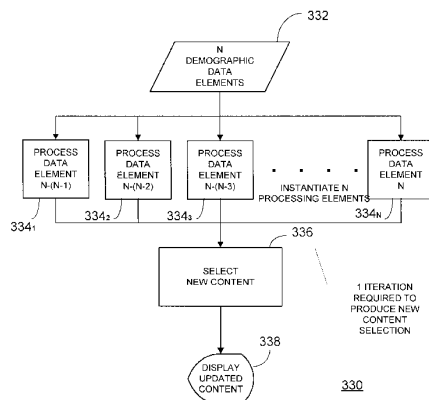 332
N
DEMOGRAPHIC
DATA
ELEMENTS
PROCESS
DATA
ELEMENT
N-(N-1)
PROCESS
DATA
ELEMENT
N-(N-2)
PROCESS
DATA
ELEMENT
N-(N-3)
. . . .
INSTANTIATE N
PROCESSING ELEMENTS
PROCESS
DATA
ELEMENT
N
334₁
334₂
334₃
334N
336
SELECT
NEW CONTENT
1 ITERATION
REQUIRED TO
PRODUCE NEW
CONTENT
SELECTION
338
DISPLAY
UPDATED
CONTENT
330